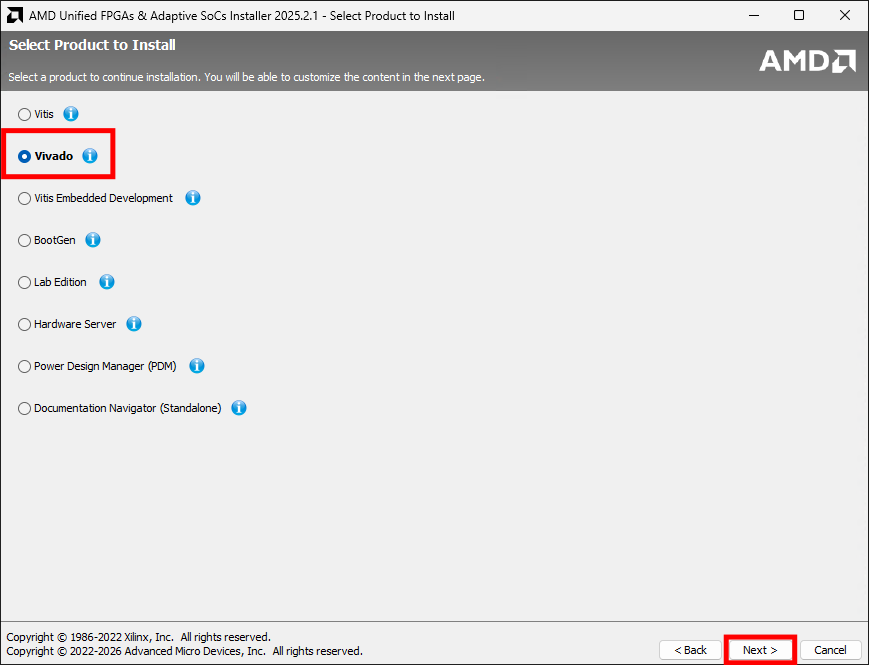 AMD Unified FPGAs & Adaptive SoCs Installer 2025.2.1 - Select Product to Install
Select Product to Install
Select a product to continue installation. You will be able to customize the content in the next page.
AMD
Vitis
Vivado
Vitis Embedded Development
BootGen
Lab Edition
Hardware Server
Power Design Manager (PDM)
Documentation Navigator (Standalone)
Copyright © 1986-2022 Xilinx, Inc. All rights reserved.
Copyright © 2022-2026 Advanced Micro Devices, Inc. All rights reserved.
< Back Next > Cancel